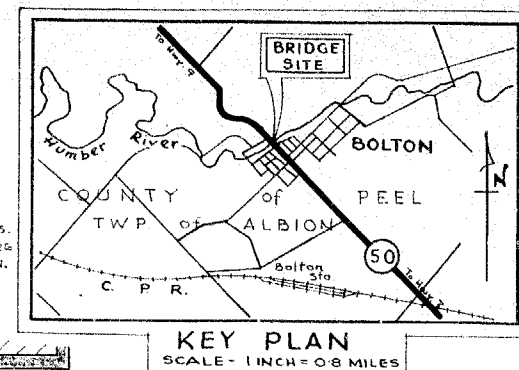 To Hwy 9
BRIDGE
SITE
Humber River
BOLTON
N
COUNTY of PEEL
TWP. of ALBION
Bolton
Sta
50
C. P. R.
To Hwy 7
KEY PLAN
SCALE - 1 INCH = 0.8 MILES